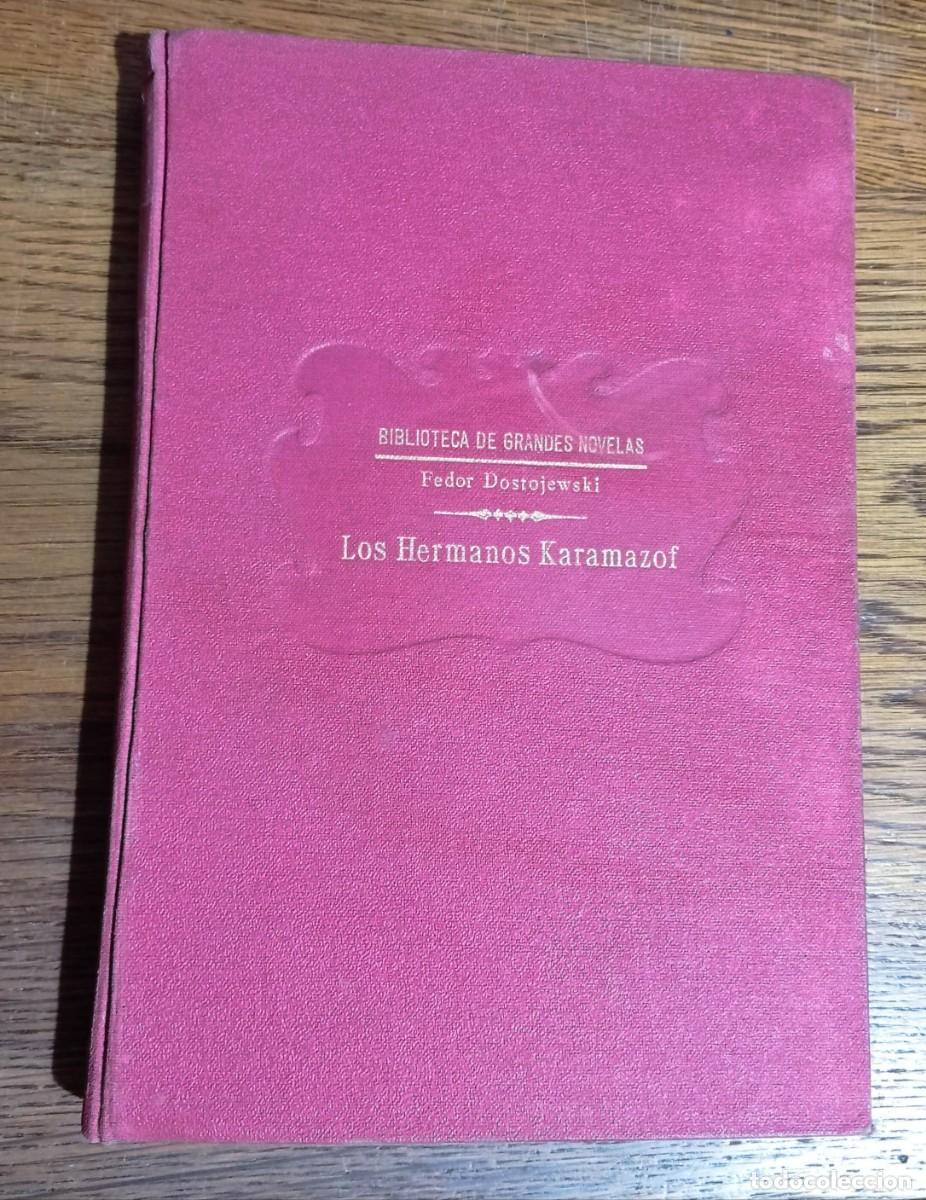 BIBLIOTECA DE GRANDES NOVELAS
Fedor Dostojewski
Los Hermanos Karamazof
todocoleccion